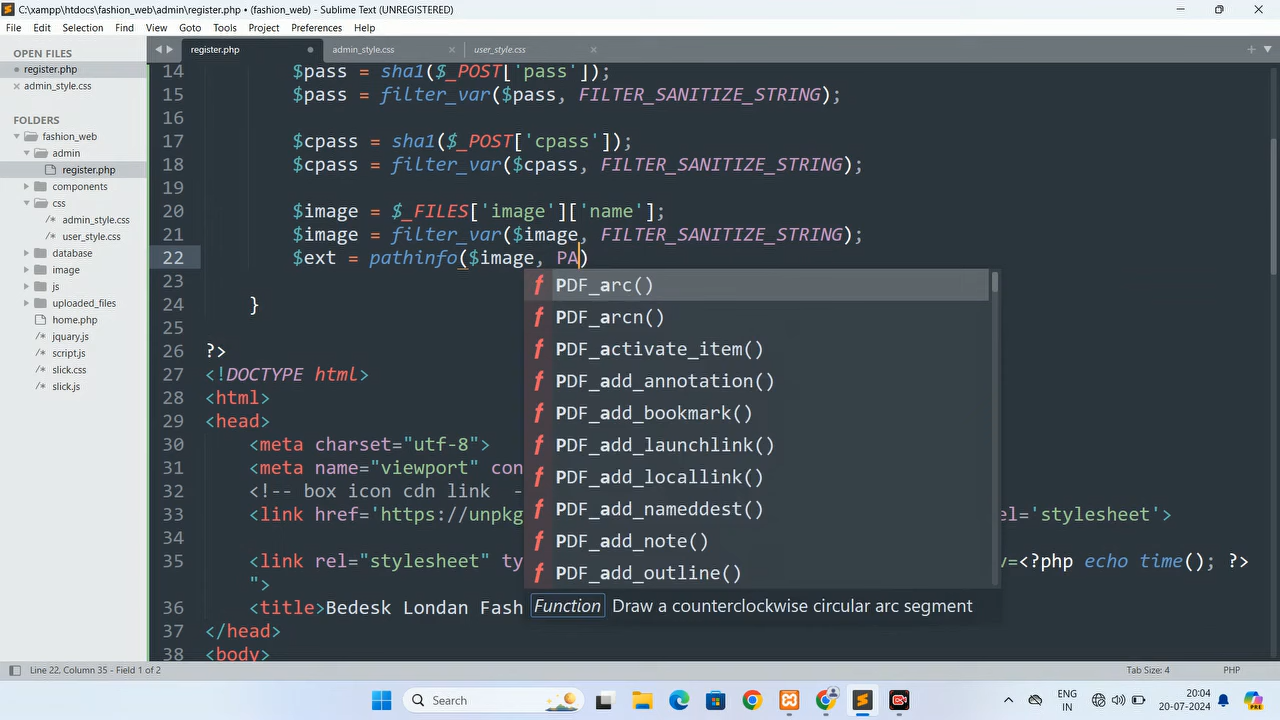 C:\xampp\htdocs\fashion_web\admin\register.php • (fashion_web) - Sublime Text (UNREGISTERED)
File Edit Selection Find View Goto Tools Project Preferences Help
OPEN FILES
register.php
admin_style.css
FOLDERS
fashion_web
admin
register.php
components
css
admin_style.css
user_style.css
database
image
js
uploaded_files
home.php
jquary.js
script.js
slick.css
slick.js
register.php admin_style.css user_style.css
14 $pass = sha1($_POST['pass']);
15 $pass = filter_var($pass, FILTER_SANITIZE_STRING);
16
17 $cpass = sha1($_POST['cpass']);
18 $cpass = filter_var($cpass, FILTER_SANITIZE_STRING);
19
20 $image = $_FILES['image']['name'];
21 $image = filter_var($image, FILTER_SANITIZE_STRING);
22 $ext = pathinfo($image, PA)
23
24 }
25
26 ?>
27 <!DOCTYPE html>
28 <html>
29 <head>
30 <meta charset="utf-8">
31 <meta name="viewport" con
32 <!-- box icon cdn link -
33 <link href='https://unpkg el='stylesheet'>
34
35 <link rel="stylesheet" ty v=<?php echo time(); ?>
">
36 <title>Bedesk Londan Fash
37 </head>
38 <body>
f PDF_arc()
f PDF_arcn()
f PDF_activate_item()
f PDF_add_annotation()
f PDF_add_bookmark()
f PDF_add_launchlink()
f PDF_add_locallink()
f PDF_add_nameddest()
f PDF_add_note()
f PDF_add_outline()
Function Draw a counterclockwise circular arc segment
Line 22, Column 35 - Field 1 of 2 Tab Size: 4 PHP
Search
ENG
IN
20:04
20-07-2024